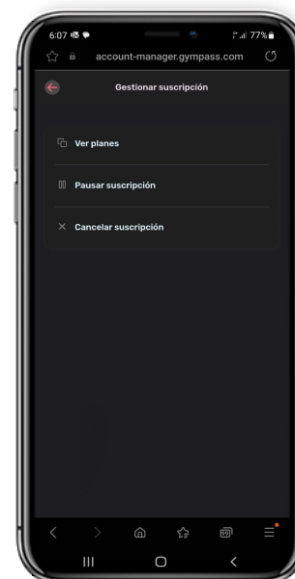 6:07 77%
account-manager.gympass.com
Gestionar suscripción
Ver planes
Pausar suscripción
Cancelar suscripción